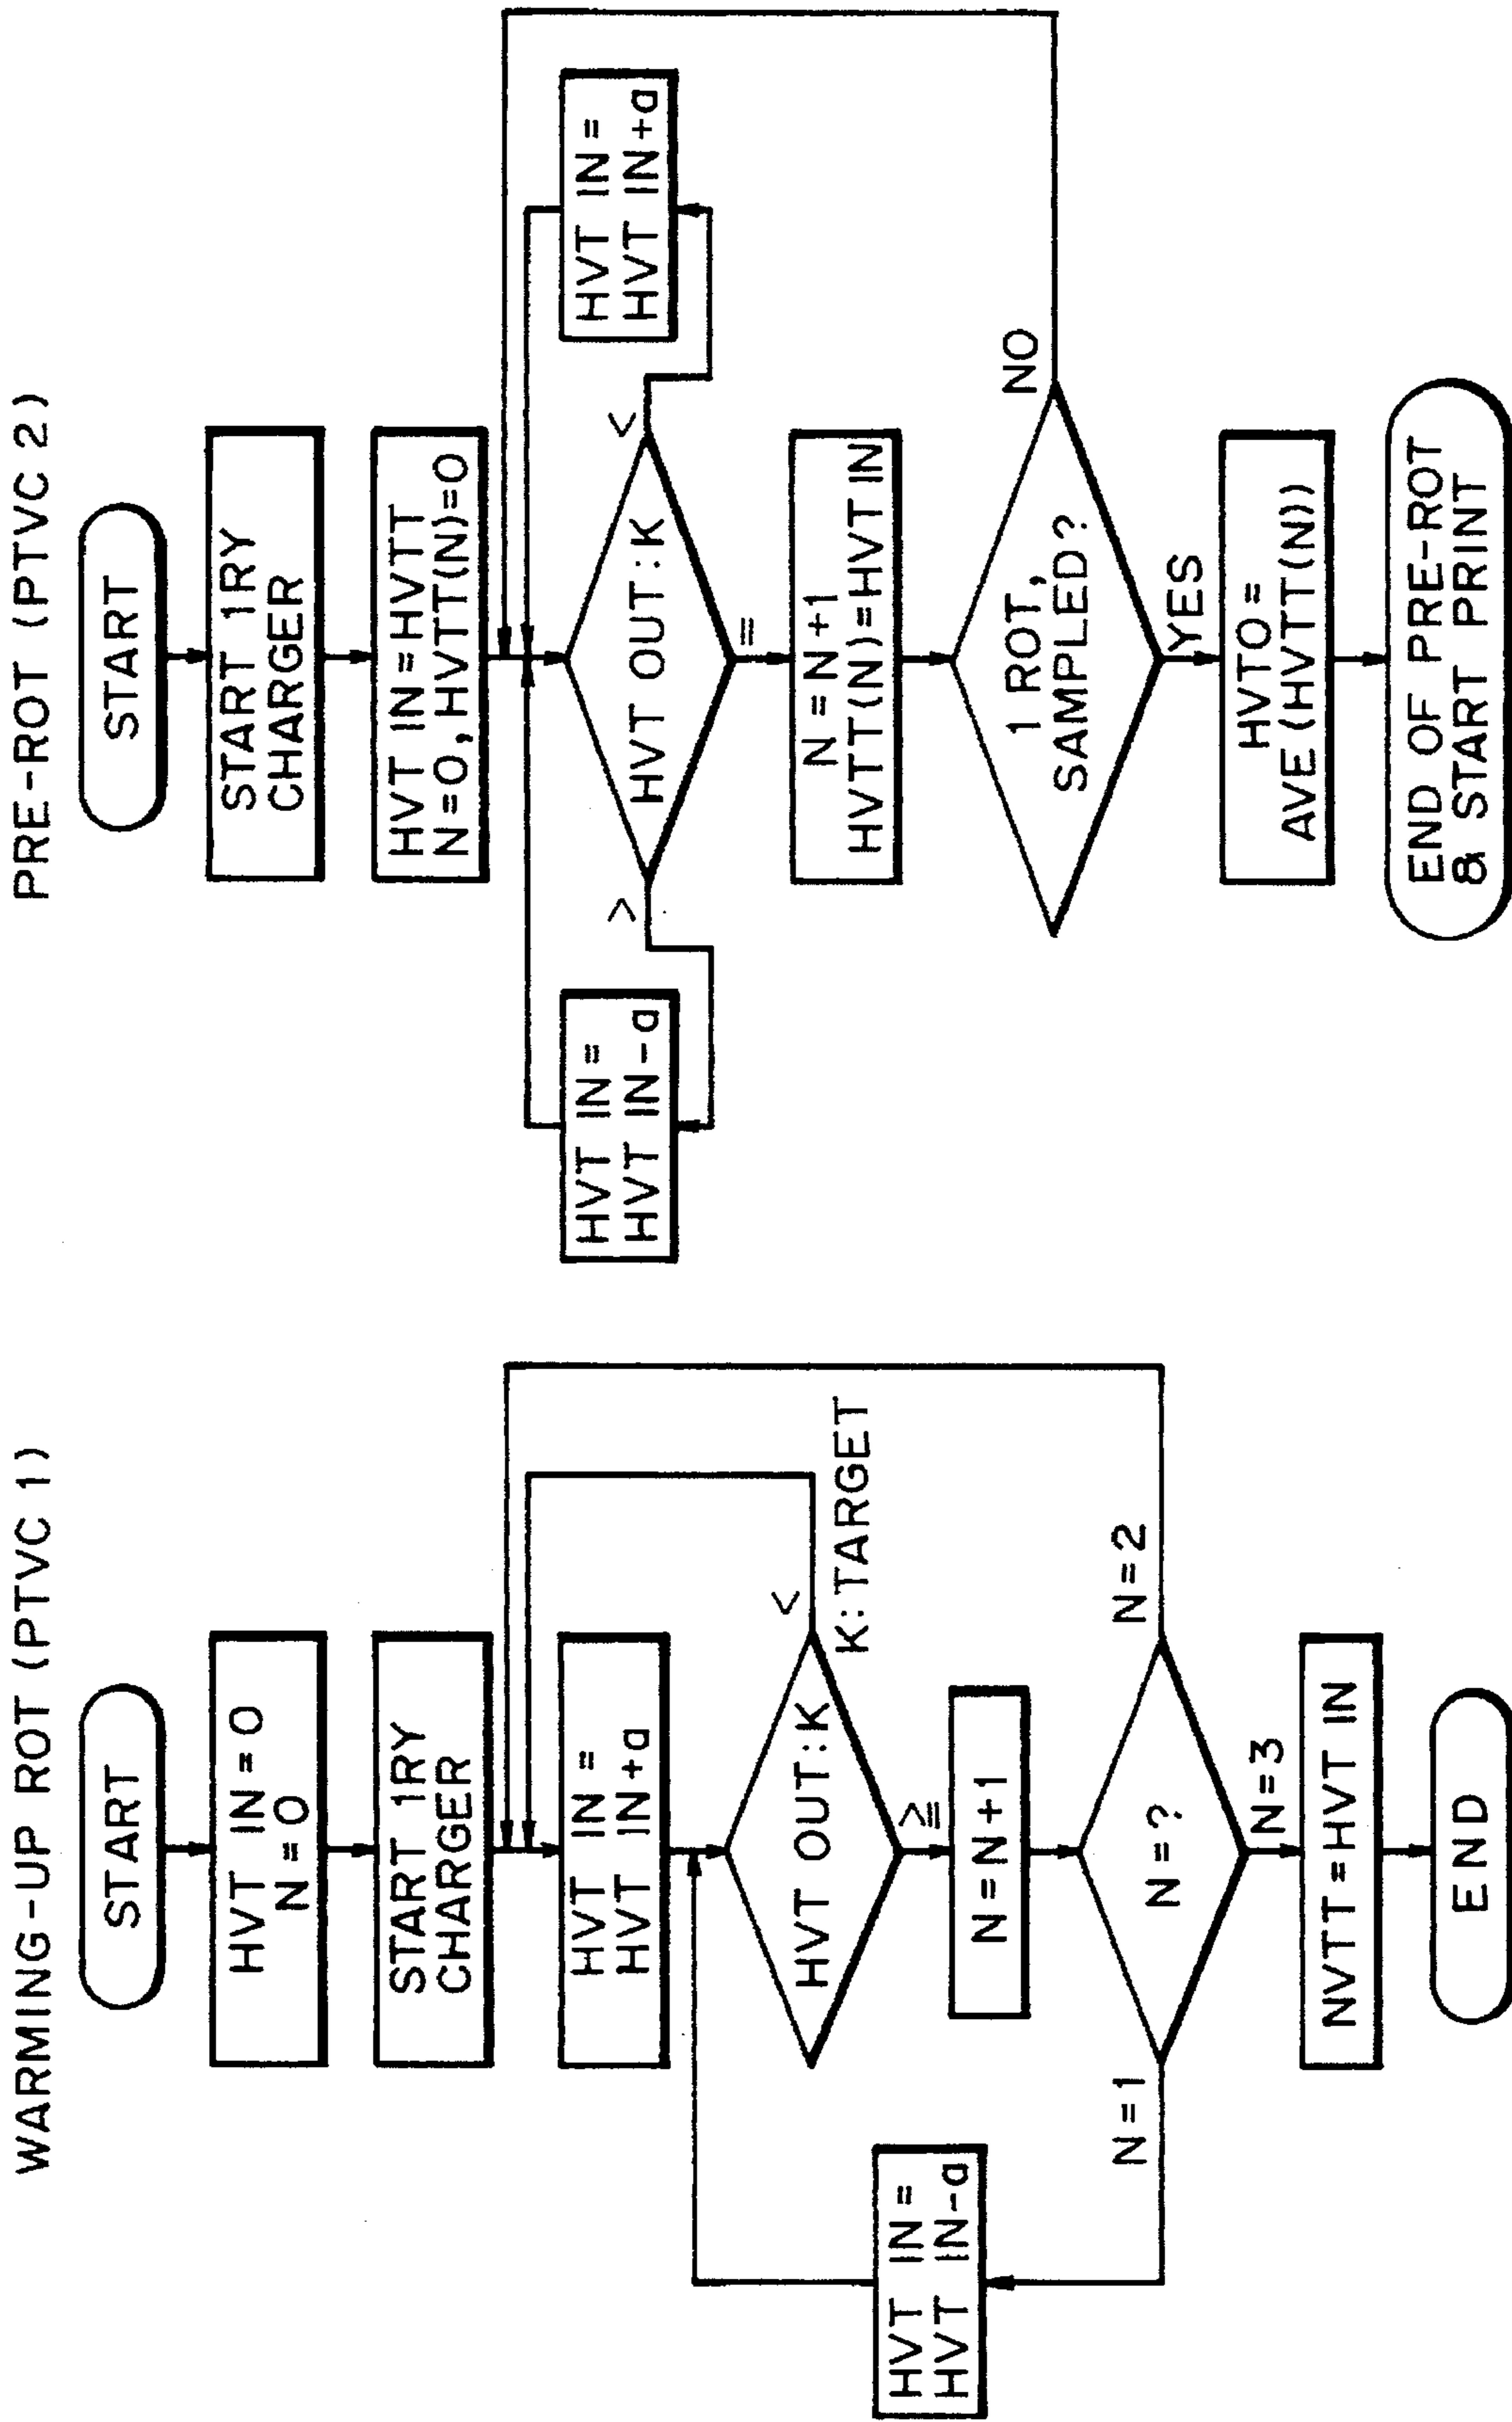 WARMING-UP ROT (PTVC 1)
START
HVT IN=0
N=0
START 1RY
CHARGER
HVT IN=
HVT IN+a
HVT OUT:K
<
K:TARGET
≧
N=N+1
N=?
N=1
N=2
N=3
HVT IN=
HVT IN-a
NVTT=HVT IN
END
PRE-ROT (PTVC 2)
START
START 1RY
CHARGER
HVT IN=HVTT
N=0,HVTT(N)=0
HVT OUT:K
>
<
=
HVT IN=
HVT IN-a
HVT IN=
HVT IN+a
N=N+1
HVTT(N)=HVT IN
1 ROT,
SAMPLED?
NO
YES
HVTO=
AVE(HVTT(N))
END OF PRE-ROT
& START PRINT